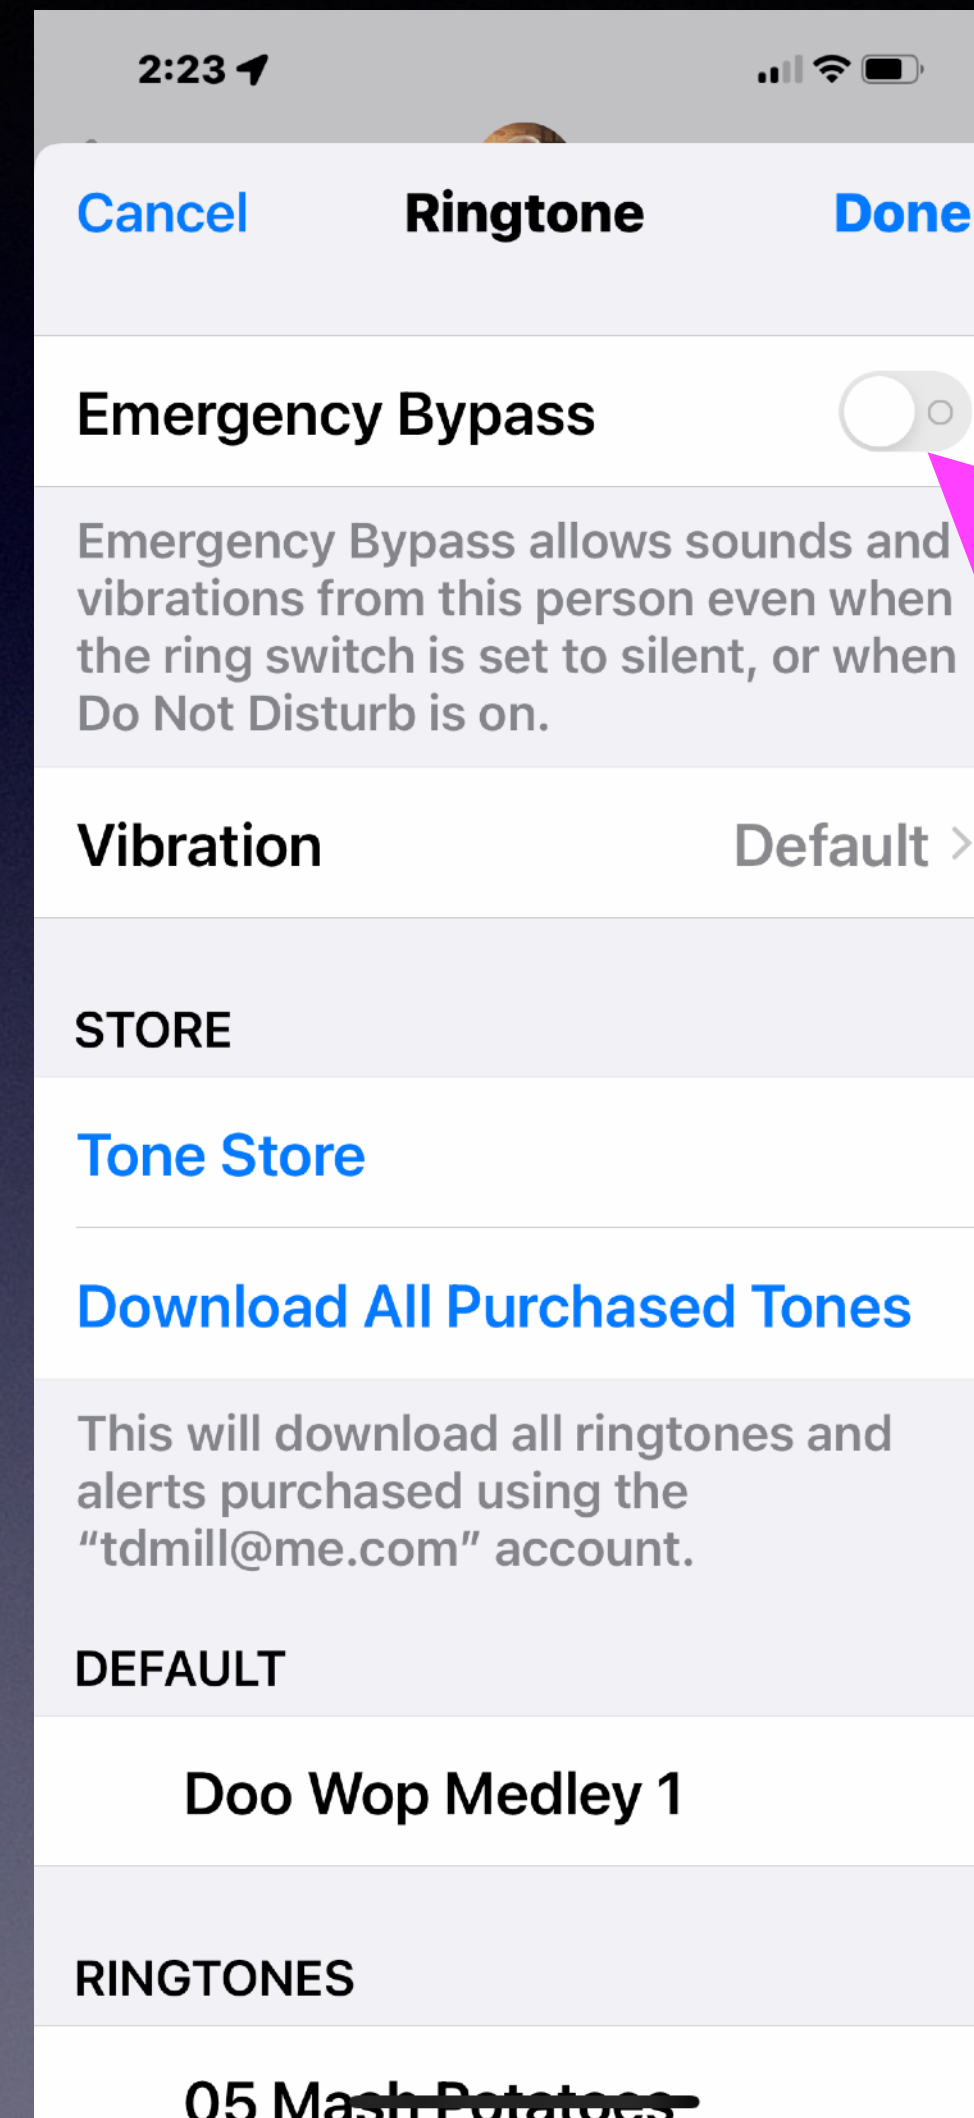 2:23
Cancel Ringtone Done
Emergency Bypass
Emergency Bypass allows sounds and
vibrations from this person even when
the ring switch is set to silent, or when
Do Not Disturb is on.
Vibration Default
STORE
Tone Store
Download All Purchased Tones
This will download all ringtones and
alerts purchased using the
“tdmill@me.com” account.
DEFAULT
Doo Wop Medley 1
RINGTONES
05 Mash Potatoes